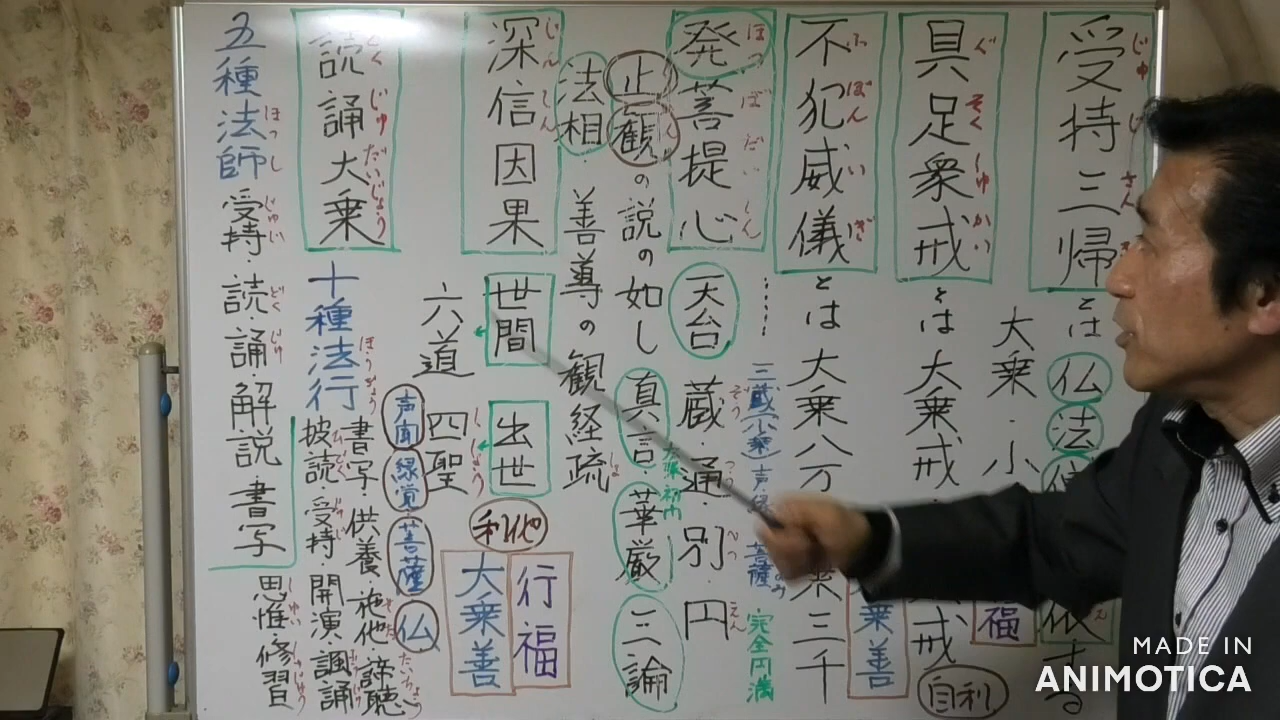 受持三帰とは仏法
大乗・小
具足衆戒とは大乗戒・
戒
自利
福
不犯威儀とは大乗八万
乗三千
乗善
三蔵(小乗)声
菩薩
完全円満
発菩提心 天台 蔵・通・別・円
止観の説の如し 真言・華厳 三論
法相・善導の観経疏
深信因果 世間 出世
利他
行福
大乗善
六道 四聖
声聞 縁覚 菩薩 仏
読誦大乗 十種法行
書写・供養・施他・諦聴
披読・受持・開演・諷誦
思惟・修習
五種法師 受持・読誦解説書写
MADE IN
ANIMOTICA